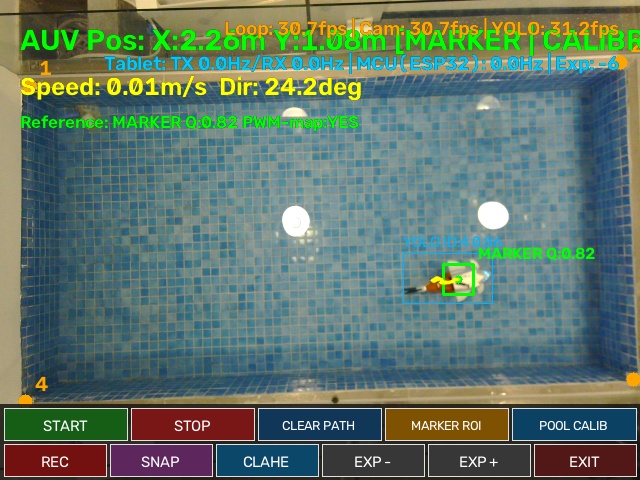 Loop: 30.7fps | Cam: 30.7fps | YOLO: 31.2fps
AUV Pos: X:2.26m Y:1.08m [MARKER | CALIBR
1
Tablet: TX 0.0Hz/RX 0.0Hz | MCU(ESP32): 0.0Hz | Exp: -6
Speed: 0.01m/s Dir: 24.2deg
Reference: MARKER Q:0.82 PWM-msp:YES
MARKER Q:0.82
4
START STOP CLEAR PATH MARKER ROI POOL CALIB
REC SNAP CLAHE EXP - EXP + EXIT